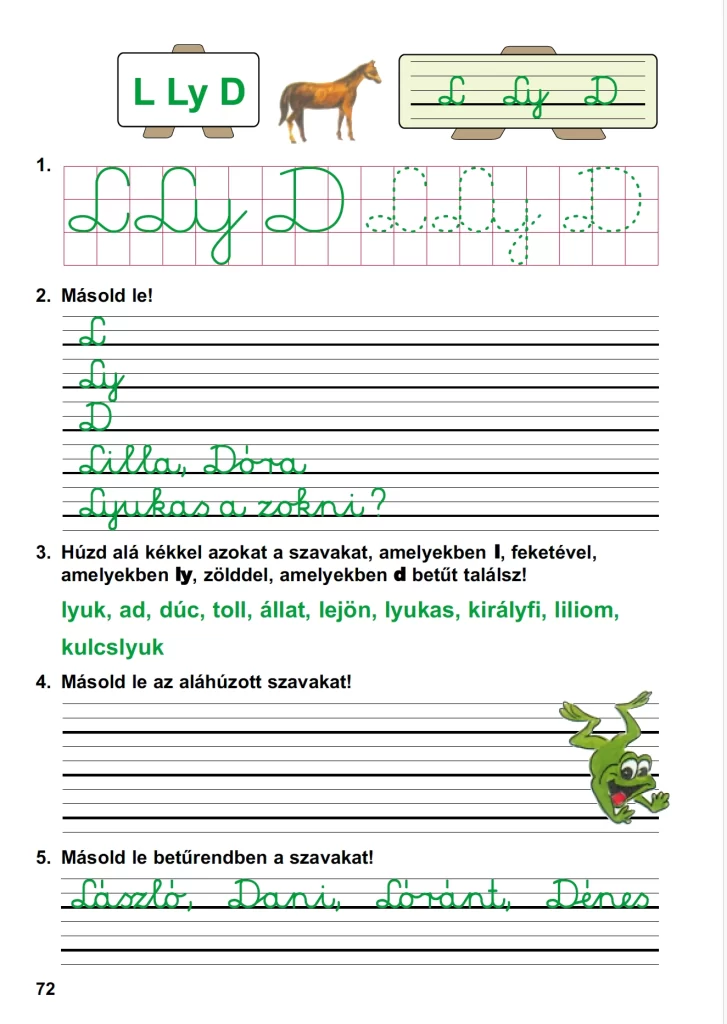 L Ly D
L Ly D
1.
L Ly D L Ly D
2. Másold le!
L
Ly
D
Lilla, Dóra
Lyukas a zokni?
3. Húzd alá kékkel azokat a szavakat, amelyekben l, feketével,
amelyekben ly, zölddel, amelyekben d betűt találsz!
lyuk, ad, dúc, toll, állat, lejön, lyukas, királyfi, liliom,
kulcslyuk
4. Másold le az aláhúzott szavakat!
5. Másold le betűrendben a szavakat!
László, Dani, Lóránt, Dénes
72